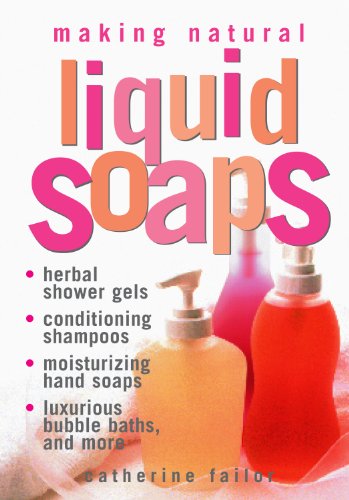 making natural
liquid
soaps
• herbal
shower gels
• conditioning
shampoos
• moisturizing
hand soaps
• luxurious
bubble baths,
and more
catherine failor